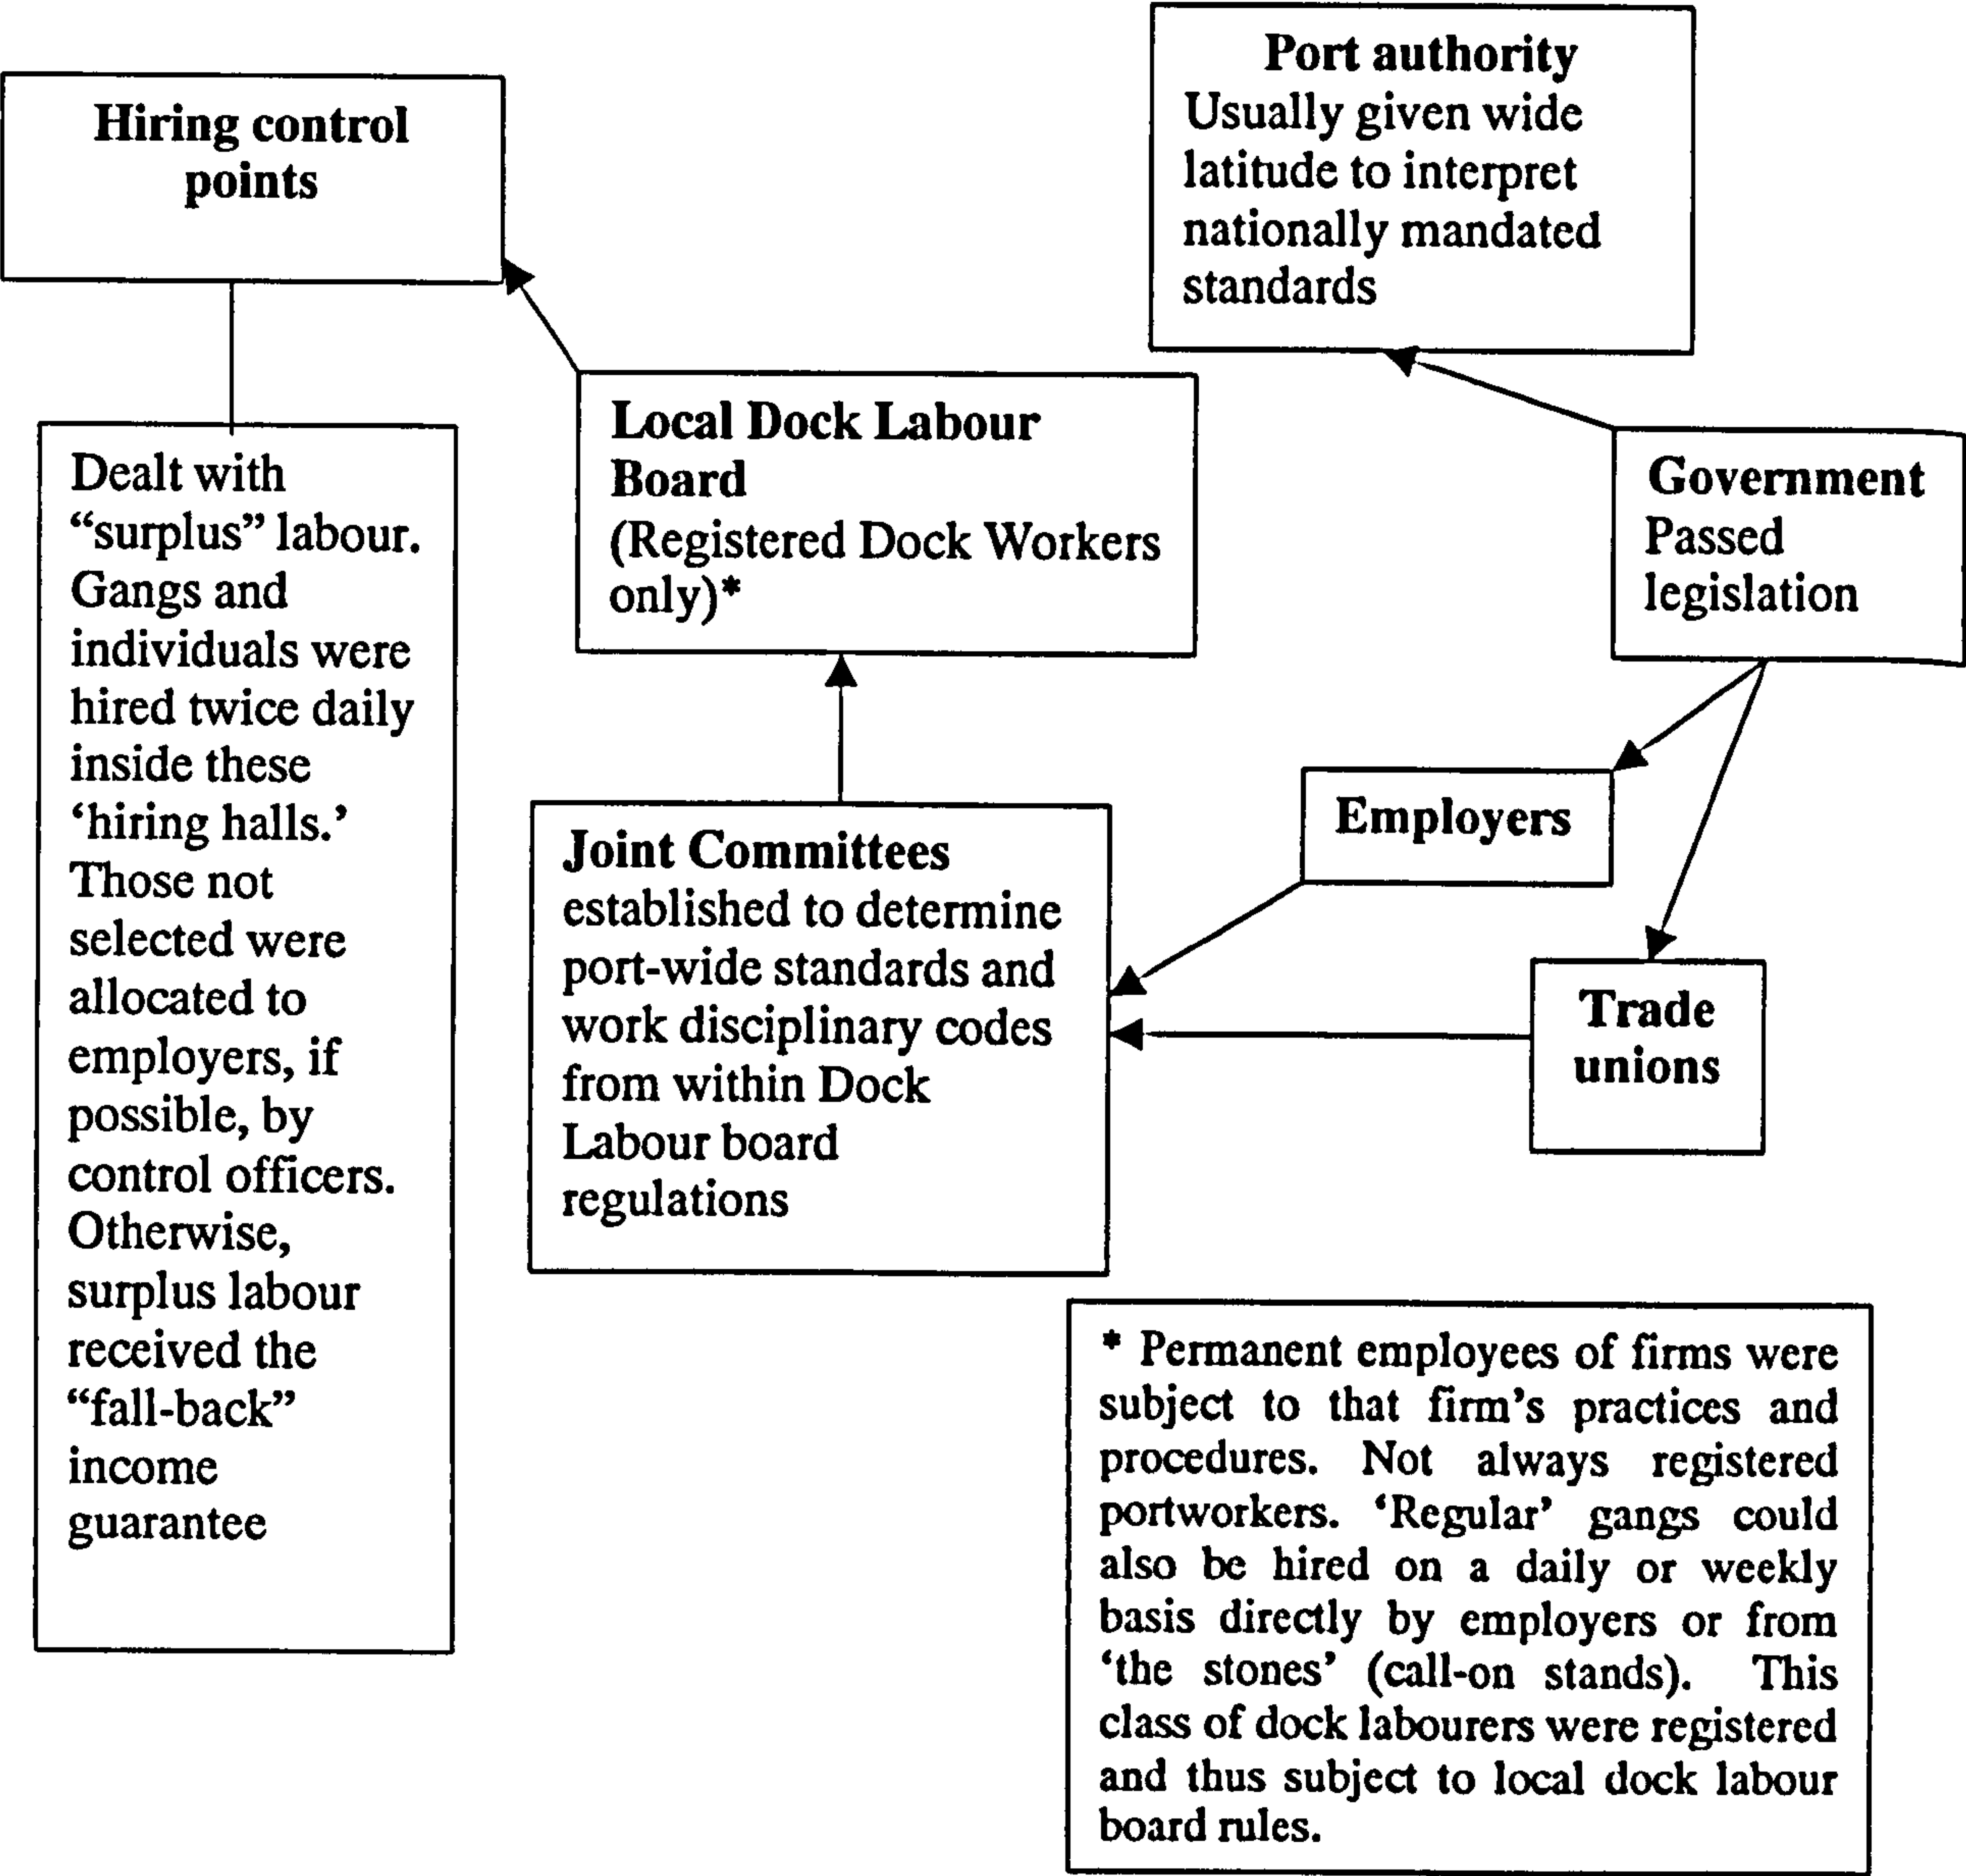 Hiring control
points
Port authority
Usually given wide
latitude to interpret
nationally mandated
standards
Local Dock Labour
Board
(Registered Dock Workers
only)*
Government
Passed
legislation
Dealt with
“surplus” labour.
Gangs and
individuals were
hired twice daily
inside these
‘hiring halls.’
Those not
selected were
allocated to
employers, if
possible, by
control officers.
Otherwise,
surplus labour
received the
“fall-back”
income
guarantee
Employers
Joint Committees
established to determine
port-wide standards and
work disciplinary codes
from within Dock
Labour board
regulations
Trade
unions
* Permanent employees of firms were
subject to that firm’s practices and
procedures. Not always registered
portworkers. ‘Regular’ gangs could
also be hired on a daily or weekly
basis directly by employers or from
‘the stones’ (call-on stands). This
class of dock labourers were registered
and thus subject to local dock labour
board rules.